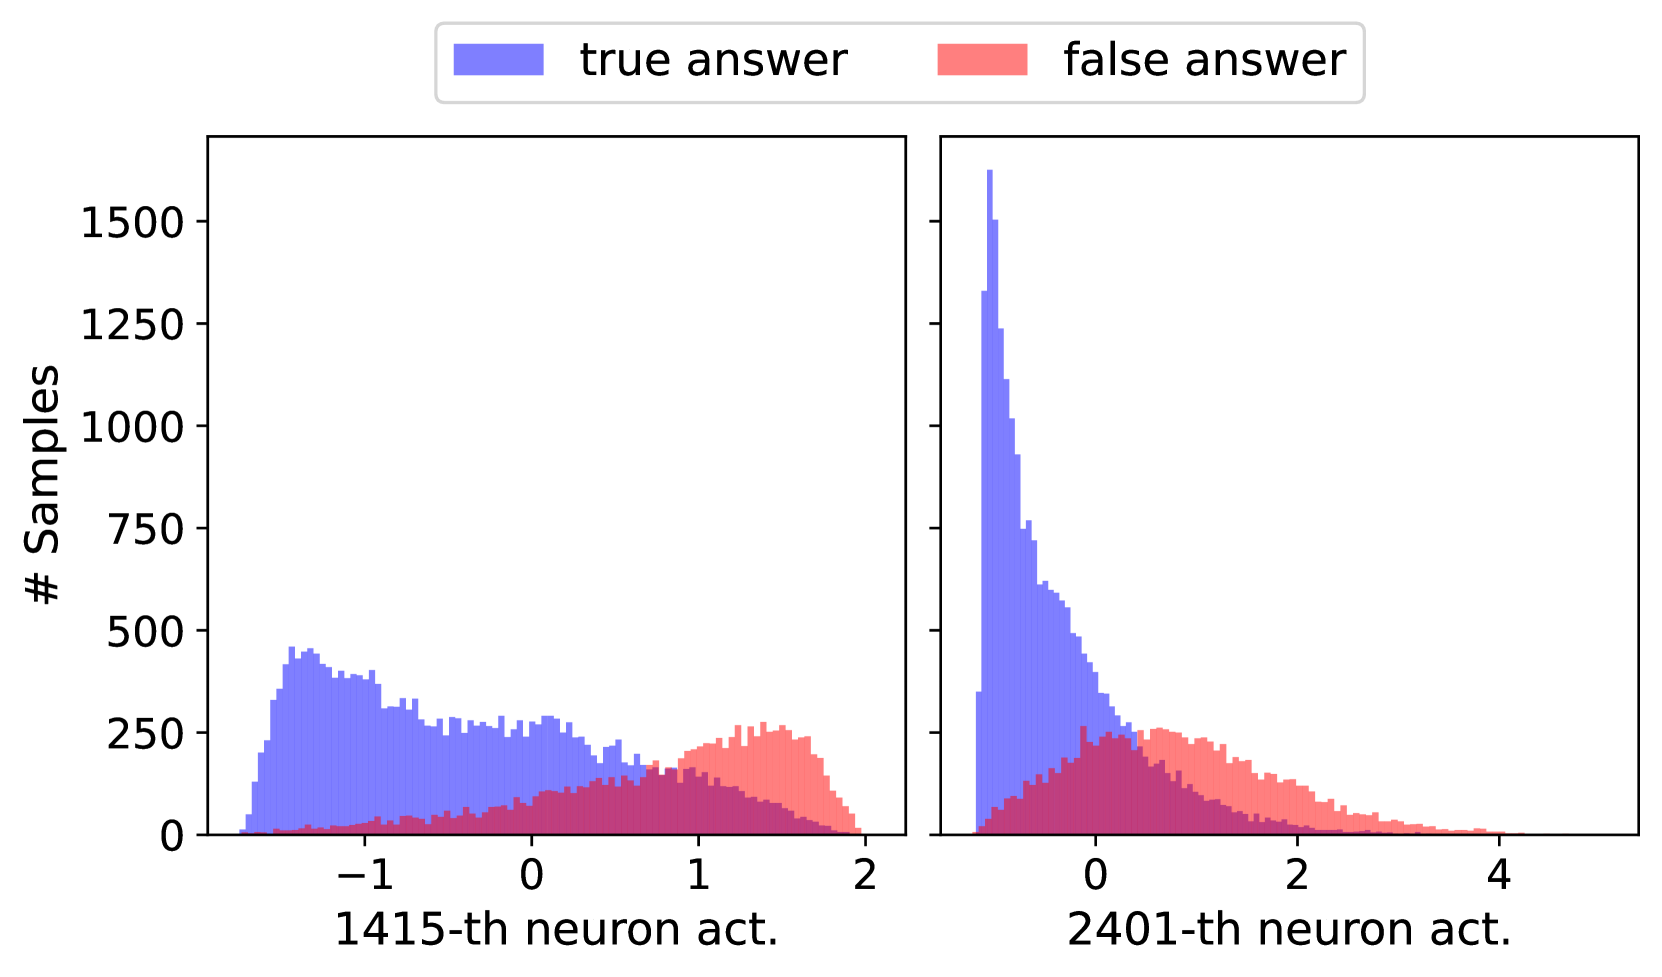 true answer false answer
# Samples
1500
1250
1000
750
500
250
0
−1 0 1 2
1415-th neuron act.
0 2 4
2401-th neuron act.